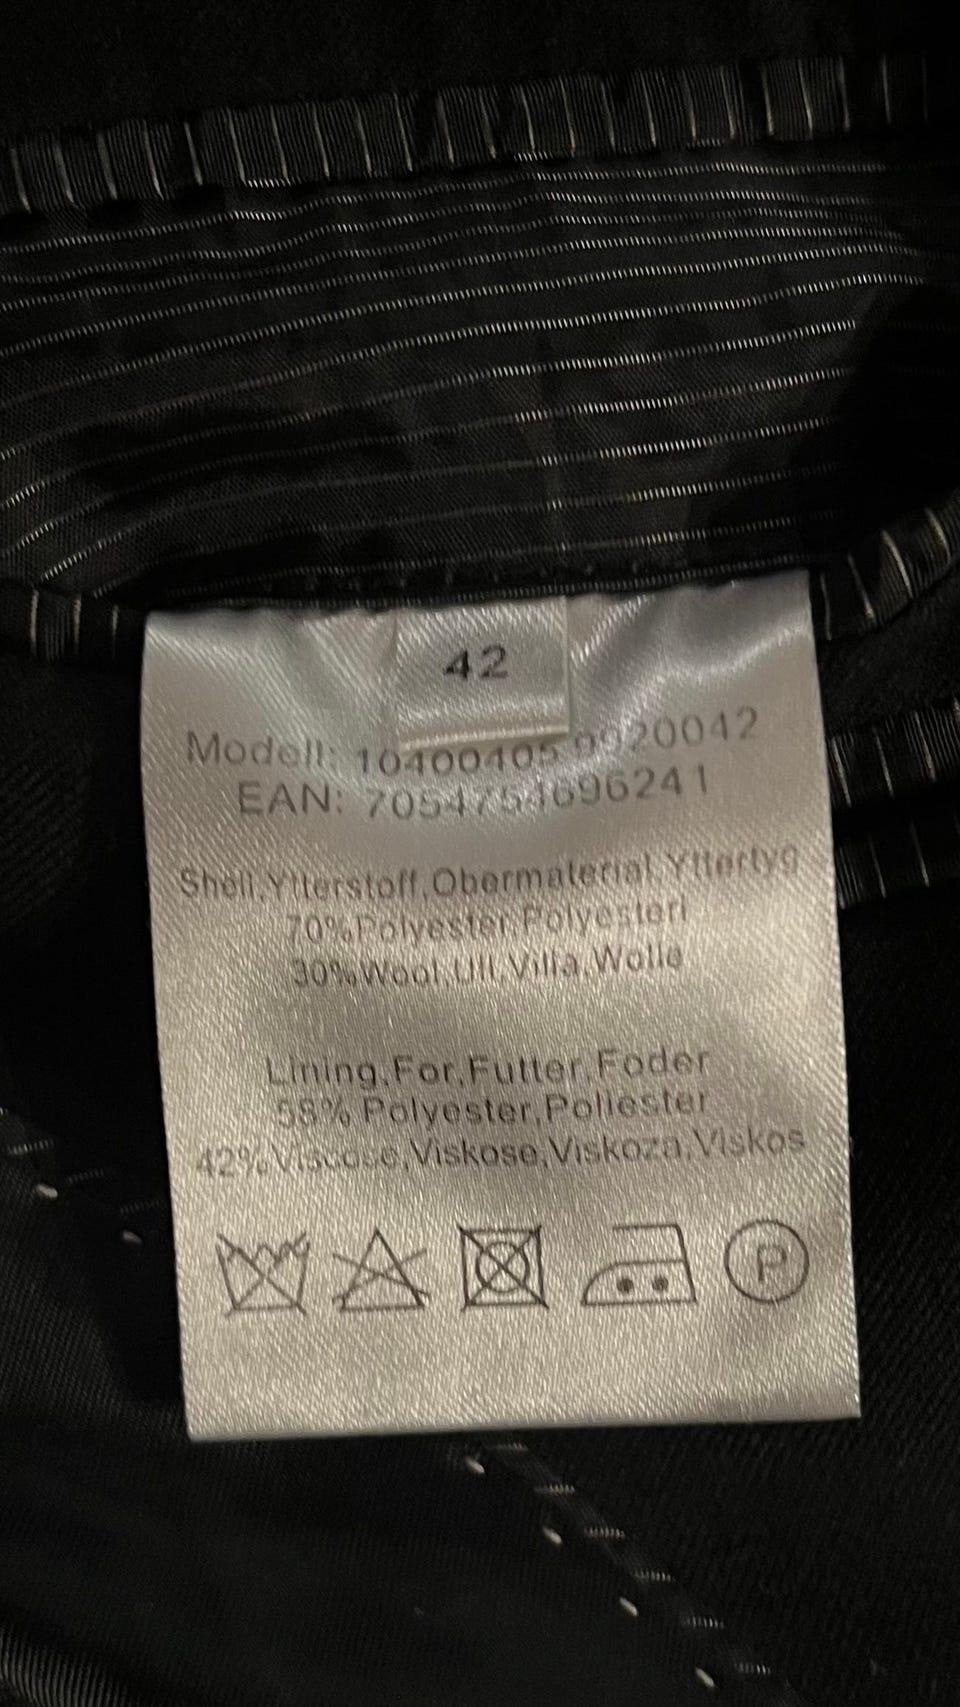 42
Modell: 10400405 9920042
EAN: 7054754696241
Shell,Ytterstoff,Obermaterial,Yttertyg
70%Polyester,Polyesteri
30%Wool,Ull,Villa,Wolle
Lining,For,Futter,Foder
58% Polyester,Poliester
42%Viscose,Viskose,Viskoza,Viskos
P